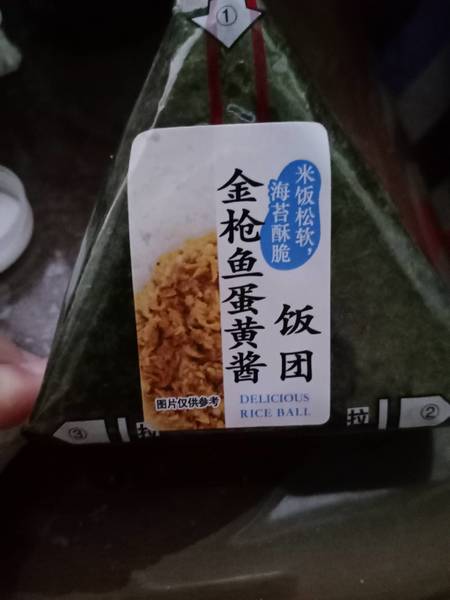 ①
米饭松软，
海苔酥脆
金枪鱼蛋黄酱
饭团
DELICIOUS
RICE BALL
图片仅供参考
③
拉
拉
②